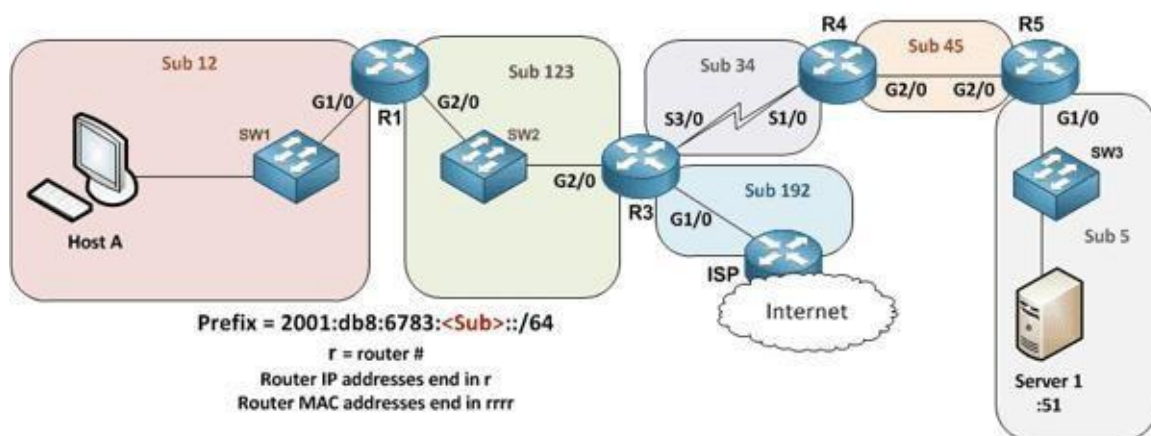 Sub 12
G1/0
R1
SW1
Host A
Sub 123
G2/0
SW2
G2/0
R3
Sub 34
S3/0
S1/0
R4
Sub 45
G2/0
G2/0
R5
G1/0
SW3
Sub 5
Server 1
:51
Sub 192
G1/0
ISP
Internet
Prefix = 2001:db8:6783:<Sub>::/64
r = router #
Router IP addresses end in r
Router MAC addresses end in rrrr